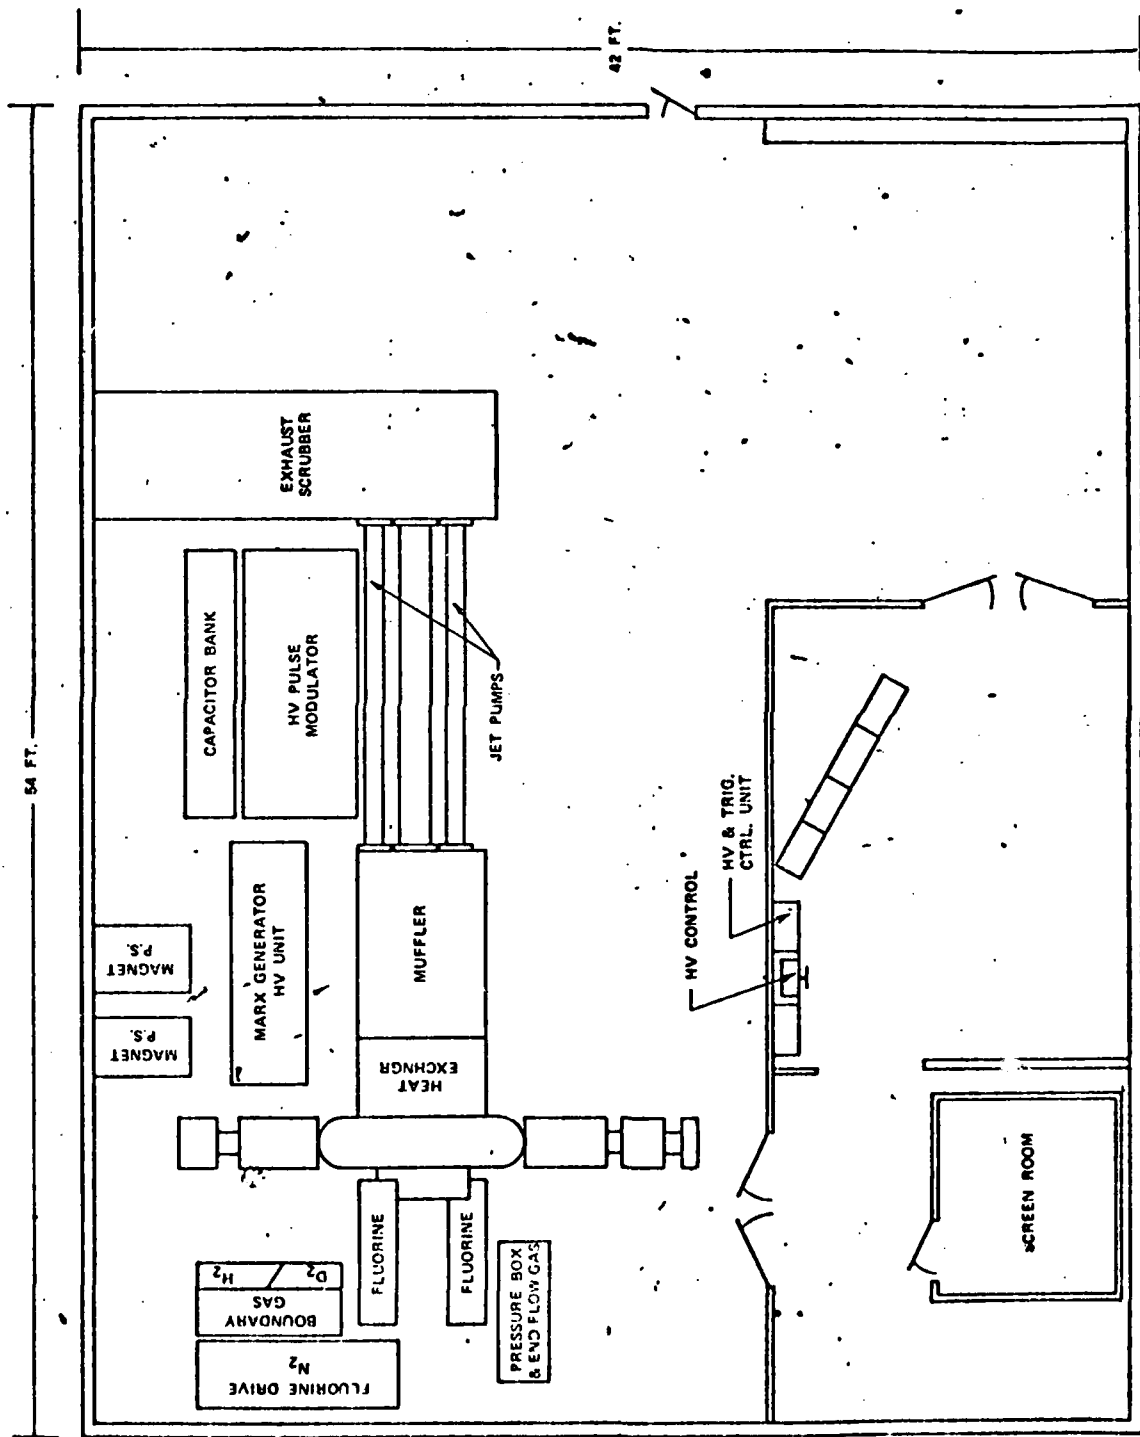 42 FT.
54 FT.
EXHAUST
SCRUBBER
CAPACITOR BANK
HV PULSE
MODULATOR
JET PUMPS
MAGNET
P.S.
MAGNET
P.S.
MARX GENERATOR
HV UNIT
MUFFLER
HEAT
EXCHNGR
HV & TRIG.
CTRL. UNIT
HV CONTROL
FLUORINE
FLUORINE
H2
D2
BOUNDARY
GAS
FLUORINE DRIVE
N2
PRESSURE BOX
& END FLOW GAS
SCREEN ROOM